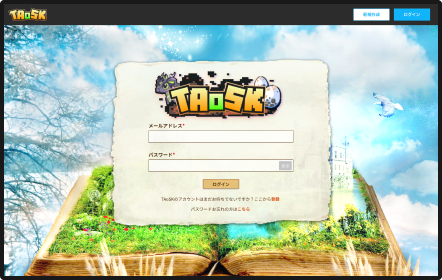 TAoSK
新規作成
ログイン
TAoSK
メールアドレス*
パスワード*
表示
ログイン
TAoSKのアカウントはまだお持ちでないですか？ここから登録
パスワードお忘れの方はこちら